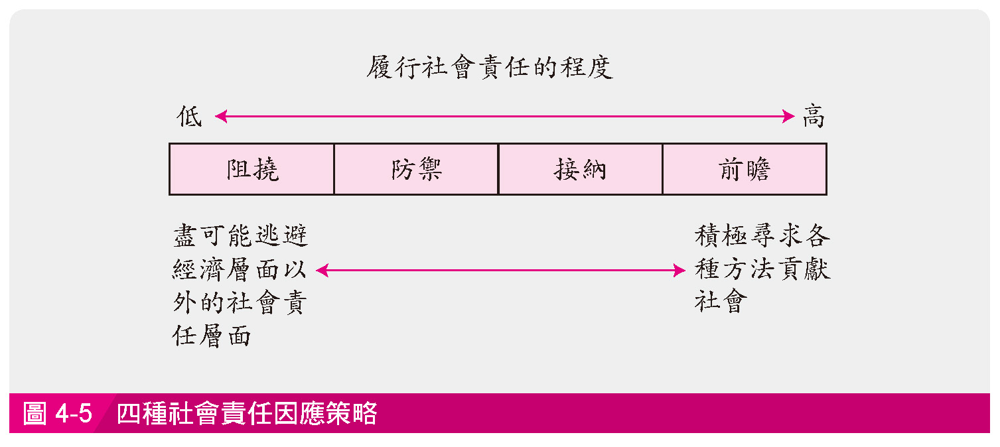 履行社會責任的程度
低 高
阻撓 防禦 接納 前瞻
盡可能逃避
經濟層面以
外的社會責
任層面
積極尋求各
種方法貢獻
社會
圖 4-5 四種社會責任因應策略